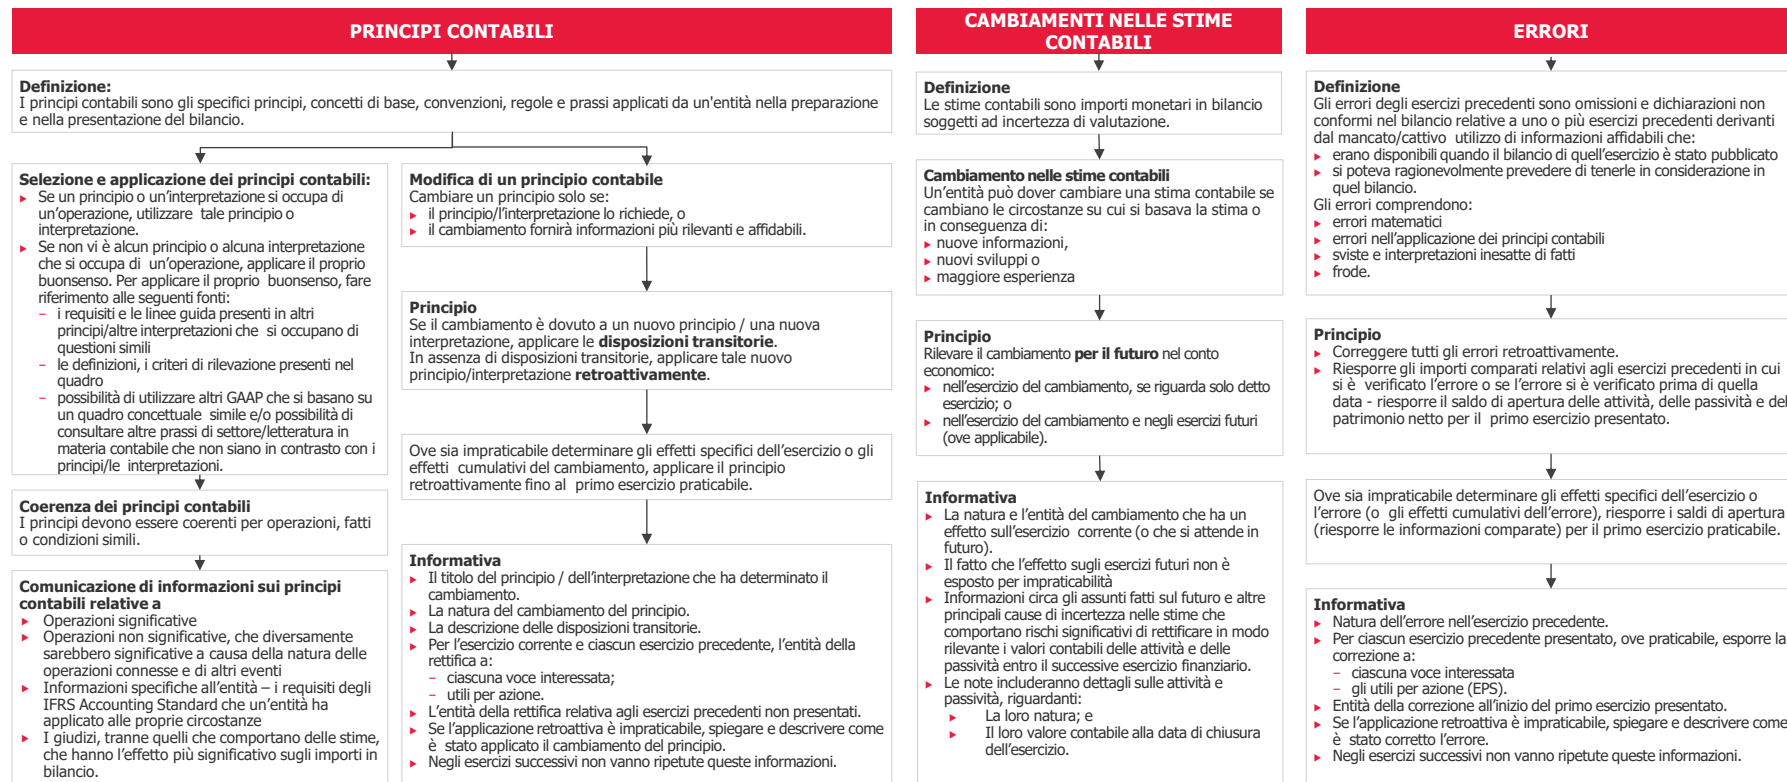 PRINCIPI CONTABILI
Definizione:
I principi contabili sono gli specifici principi, concetti di base, convenzioni, regole e prassi applicati da un'entità nella preparazione
e nella presentazione del bilancio.
Selezione e applicazione dei principi contabili:
► Se un principio o un'interpretazione si occupa di
un'operazione, utilizzare tale principio o
interpretazione.
► Se non vi è alcun principio o alcuna interpretazione
che si occupa di un'operazione, applicare il proprio
buonsenso. Per applicare il proprio buonsenso, fare
riferimento alle seguenti fonti:
– i requisiti e le linee guida presenti in altri
principi/altre interpretazioni che si occupano di
questioni simili
– le definizioni, i criteri di rilevazione presenti nel
quadro
– possibilità di utilizzare altri GAAP che si basano su
un quadro concettuale simile e/o possibilità di
consultare altre prassi di settore/letteratura in
materia contabile che non siano in contrasto con i
principi/le interpretazioni.
Coerenza dei principi contabili
I principi devono essere coerenti per operazioni, fatti
o condizioni simili.
Comunicazione di informazioni sui principi
contabili relative a
► Operazioni significative
► Operazioni non significative, che diversamente
sarebbero significative a causa della natura delle
operazioni connesse e di altri eventi
► Informazioni specifiche all'entità – i requisiti degli
IFRS Accounting Standard che un'entità ha
applicato alle proprie circostanze
► I giudizi, tranne quelli che comportano delle stime,
che hanno l'effetto più significativo sugli importi in
bilancio.
Modifica di un principio contabile
Cambiare un principio solo se:
► il principio/l'interpretazione lo richiede, o
► il cambiamento fornirà informazioni più rilevanti e affidabili.
Principio
Se il cambiamento è dovuto a un nuovo principio / una nuova
interpretazione, applicare le disposizioni transitorie.
In assenza di disposizioni transitorie, applicare tale nuovo
principio/interpretazione retroattivamente.
Ove sia impraticabile determinare gli effetti specifici dell'esercizio o gli
effetti cumulativi del cambiamento, applicare il principio
retroattivamente fino al primo esercizio praticabile.
Informativa
► Il titolo del principio / dell'interpretazione che ha determinato il
cambiamento.
► La natura del cambiamento del principio.
► La descrizione delle disposizioni transitorie.
► Per l'esercizio corrente e ciascun esercizio precedente, l'entità della
rettifica a:
– ciascuna voce interessata;
– utili per azione.
► L'entità della rettifica relativa agli esercizi precedenti non presentati.
► Se l'applicazione retroattiva è impraticabile, spiegare e descrivere come
è stato applicato il cambiamento del principio.
► Negli esercizi successivi non vanno ripetute queste informazioni.
CAMBIAMENTI NELLE STIME
CONTABILI
Definizione
Le stime contabili sono importi monetari in bilancio
soggetti ad incertezza di valutazione.
Cambiamento nelle stime contabili
Un'entità può dover cambiare una stima contabile se
cambiano le circostanze su cui si basava la stima o
in conseguenza di:
► nuove informazioni,
► nuovi sviluppi o
► maggiore esperienza
Principio
Rilevare il cambiamento per il futuro nel conto
economico:
► nell'esercizio del cambiamento, se riguarda solo detto
esercizio; o
► nell'esercizio del cambiamento e negli esercizi futuri
(ove applicabile).
Informativa
► La natura e l'entità del cambiamento che ha un
effetto sull'esercizio corrente (o che si attende in
futuro).
► Il fatto che l'effetto sugli esercizi futuri non è
esposto per impraticabilità
► Informazioni circa gli assunti fatti sul futuro e altre
principali cause di incertezza nelle stime che
comportano rischi significativi di rettificare in modo
rilevante i valori contabili delle attività e delle
passività entro il successive esercizio finanziario.
► Le note includeranno dettagli sulle attività e
passività, riguardanti:
► La loro natura; e
► Il loro valore contabile alla data di chiusura
dell'esercizio.
ERRORI
Definizione
Gli errori degli esercizi precedenti sono omissioni e dichiarazioni non
conformi nel bilancio relative a uno o più esercizi precedenti derivanti
dal mancato/cattivo utilizzo di informazioni affidabili che:
► erano disponibili quando il bilancio di quell'esercizio è stato pubblicato
► si poteva ragionevolmente prevedere di tenerle in considerazione in
quel bilancio.
Gli errori comprendono:
► errori matematici
► errori nell'applicazione dei principi contabili
► sviste e interpretazioni inesatte di fatti
► frode.
Principio
► Correggere tutti gli errori retroattivamente.
► Riesporre gli importi comparati relativi agli esercizi precedenti in cui
si è verificato l'errore o se l'errore si è verificato prima di quella
data - riesporre il saldo di apertura delle attività, delle passività e del
patrimonio netto per il primo esercizio presentato.
Ove sia impraticabile determinare gli effetti specifici dell'esercizio o
l'errore (o gli effetti cumulativi dell'errore), riesporre i saldi di apertura
(riesporre le informazioni comparate) per il primo esercizio praticabile.
Informativa
► Natura dell'errore nell'esercizio precedente.
► Per ciascun esercizio precedente presentato, ove praticabile, esporre la
correzione a:
– ciascuna voce interessata
– gli utili per azione (EPS).
► Entità della correzione all'inizio del primo esercizio presentato.
► Se l'applicazione retroattiva è impraticabile, spiegare e descrivere come
è stato corretto l'errore.
► Negli esercizi successivi non vanno ripetute queste informazioni.